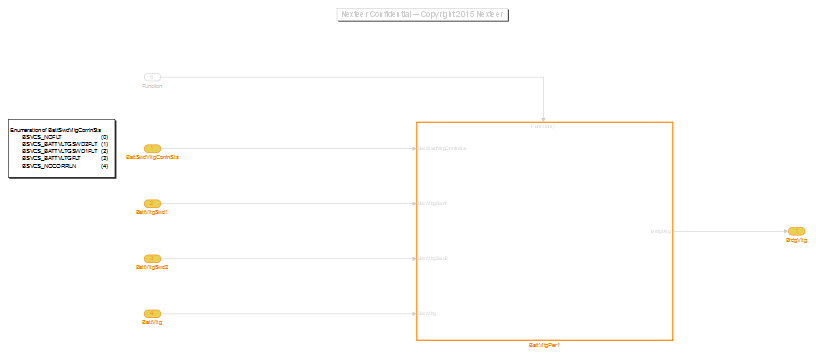 Nexteer Confidential -- Copyright 2015 Nexteer
Function
Enumeration of BattSwdVltgCorrlnSts
BSVCS_NOFLT (0)
BSVCS_BATTVLTGSWD2FLT (1)
BSVCS_BATTVLTGSWD1FLT (2)
BSVCS_BATTVLTGFLT (3)
BSVCS_NOCORRLN (4)
BattSwdVltgCorrlnSts
BattSwdVltgCorrlnSts
BattVltgSwd1
BattVltgSwd1
BrdgVltg
BrdgVltg
BattVltgSwd2
BattVltgSwd2
BattVltg
BattVltg
BattVltgPer1